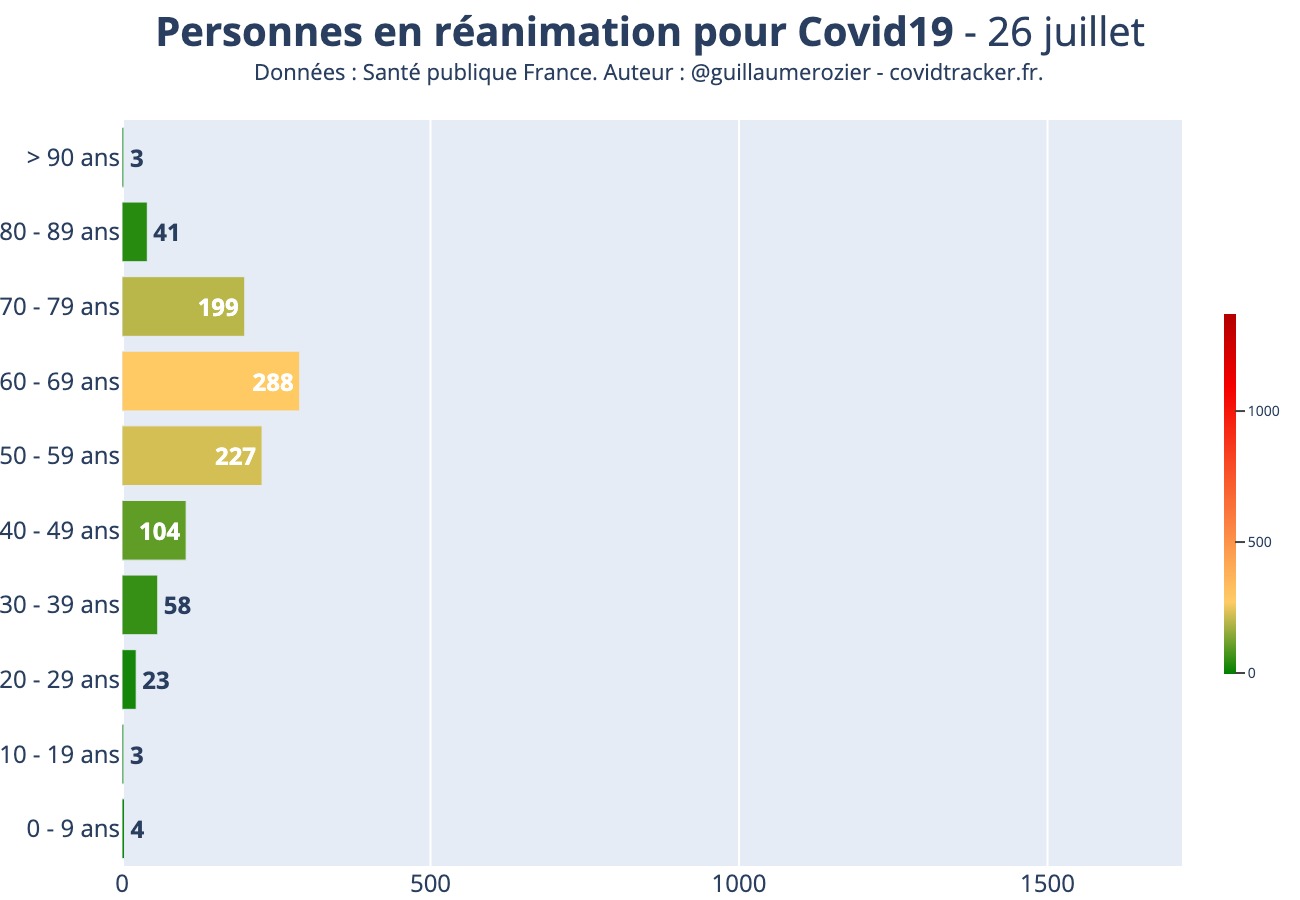 Personnes en réanimation pour Covid19 - 26 juillet
Données : Santé publique France. Auteur : @guillaumerozier - covidtracker.fr.
> 90 ans 3
80 - 89 ans 41
70 - 79 ans 199
60 - 69 ans 288
50 - 59 ans 227
40 - 49 ans 104
30 - 39 ans 58
20 - 29 ans 23
10 - 19 ans 3
0 - 9 ans 4
0 500 1000 1500
1000
500
0